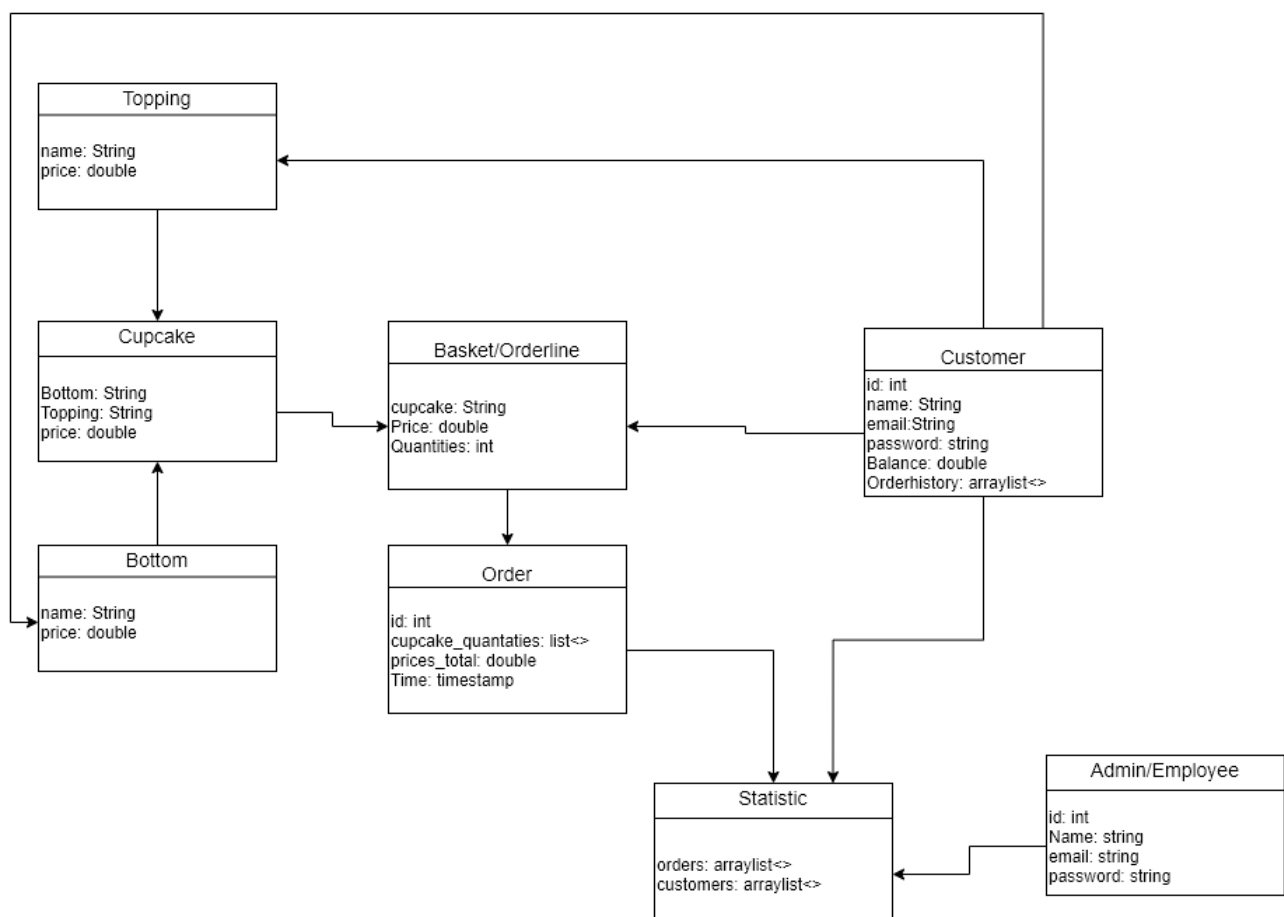 Topping
name: String
price: double
Cupcake
Bottom: String
Topping: String
price: double
Basket/Orderline
cupcake: String
Price: double
Quantities: int
Customer
id: int
name: String
email:String
password: string
Balance: double
Orderhistory: arraylist<>
Bottom
name: String
price: double
Order
id: int
cupcake_quantaties: list<>
prices_total: double
Time: timestamp
Statistic
orders: arraylist<>
customers: arraylist<>
Admin/Employee
id: int
Name: string
email: string
password: string